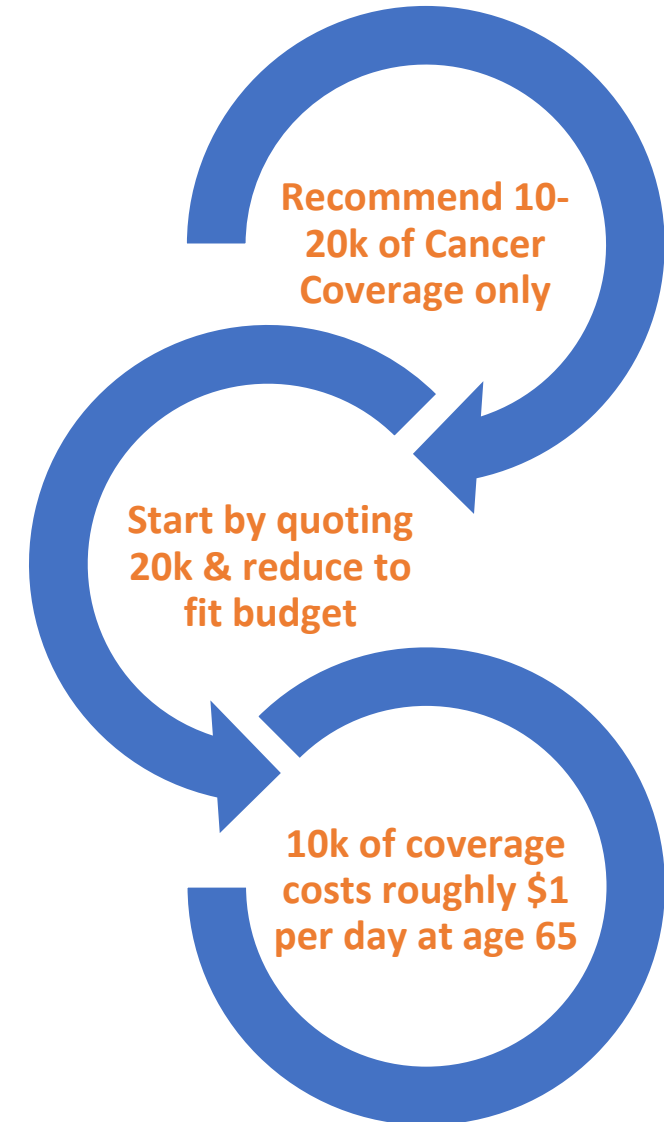 Recommend 10-
20k of Cancer
Coverage only
Start by quoting
20k & reduce to
fit budget
10k of coverage
costs roughly $1
per day at age 65